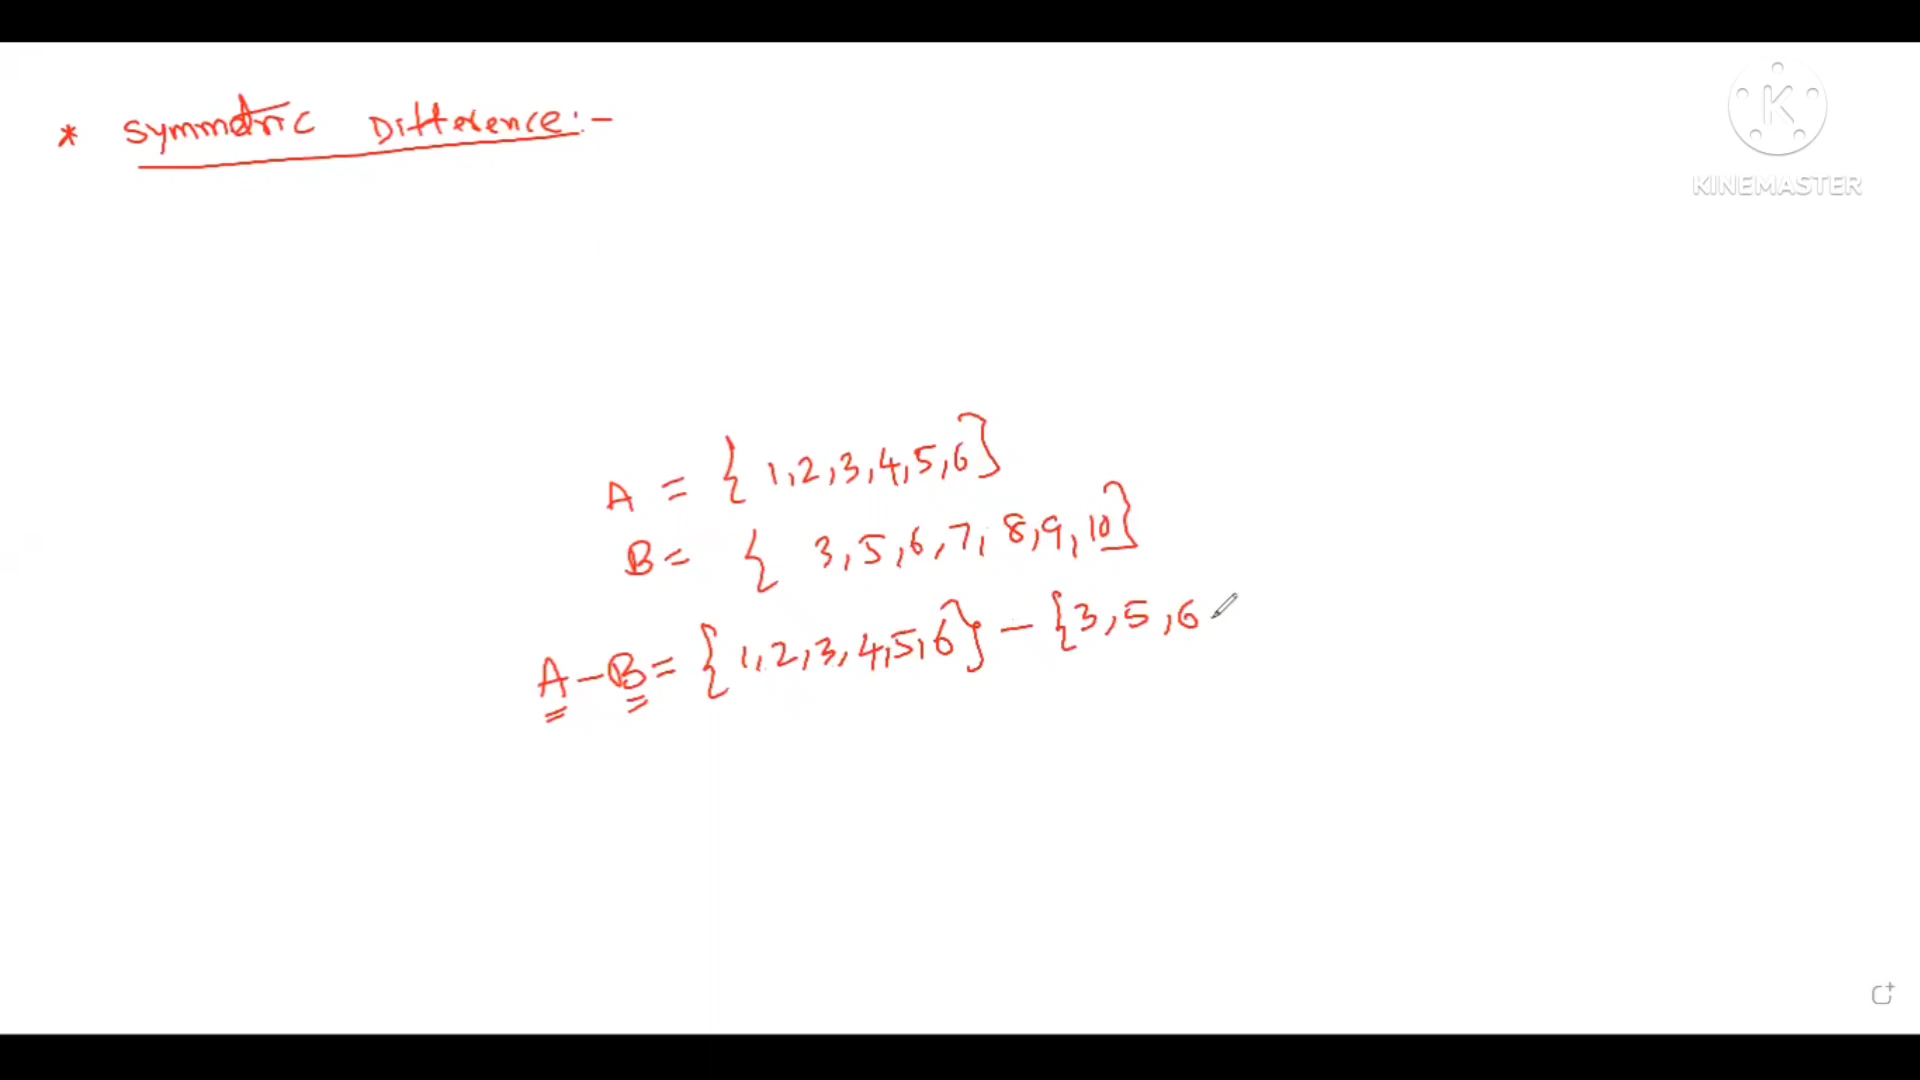 * Symmetric Difference:-
K
KINEMASTER
A = { 1,2,3,4,5,6}
B = { 3,5,6,7,8,9,10}
A-B = {1,2,3,4,5,6} - {3,5,6